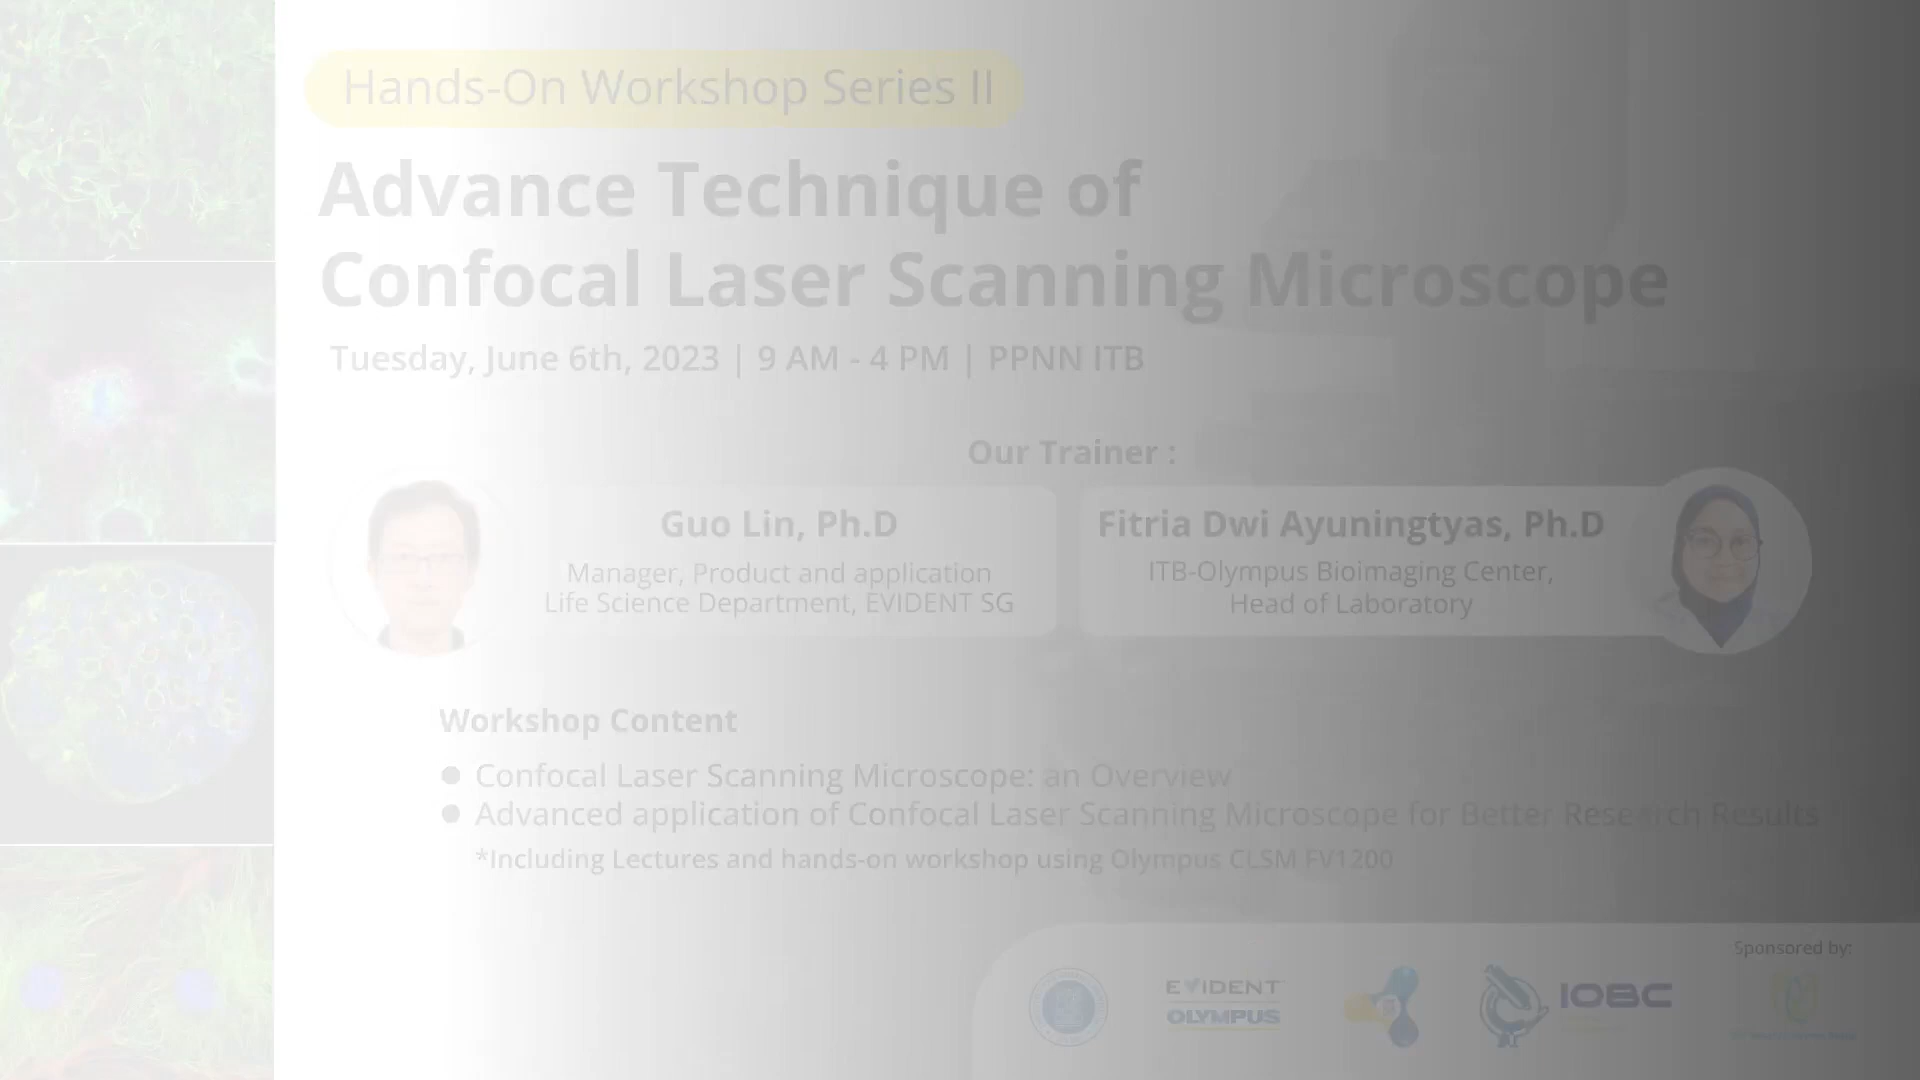 Hands-On Workshop Series II
Advance Technique of
Confocal Laser Scanning Microscope
Tuesday, June 6th, 2023 | 9 AM - 4 PM | PPNN ITB
Our Trainer :
Guo Lin, Ph.D
Manager, Product and application
Life Science Department, EVIDENT SG
Fitria Dwi Ayuningtyas, Ph.D
ITB-Olympus Bioimaging Center,
Head of Laboratory
Workshop Content
● Confocal Laser Scanning Microscope: an Overview
● Advanced application of Confocal Laser Scanning Microscope for Better Research Results
*Including Lectures and hands-on workshop using Olympus CLSM FV1200
Sponsored by:
EVIDENT
OLYMPUS
IOBC